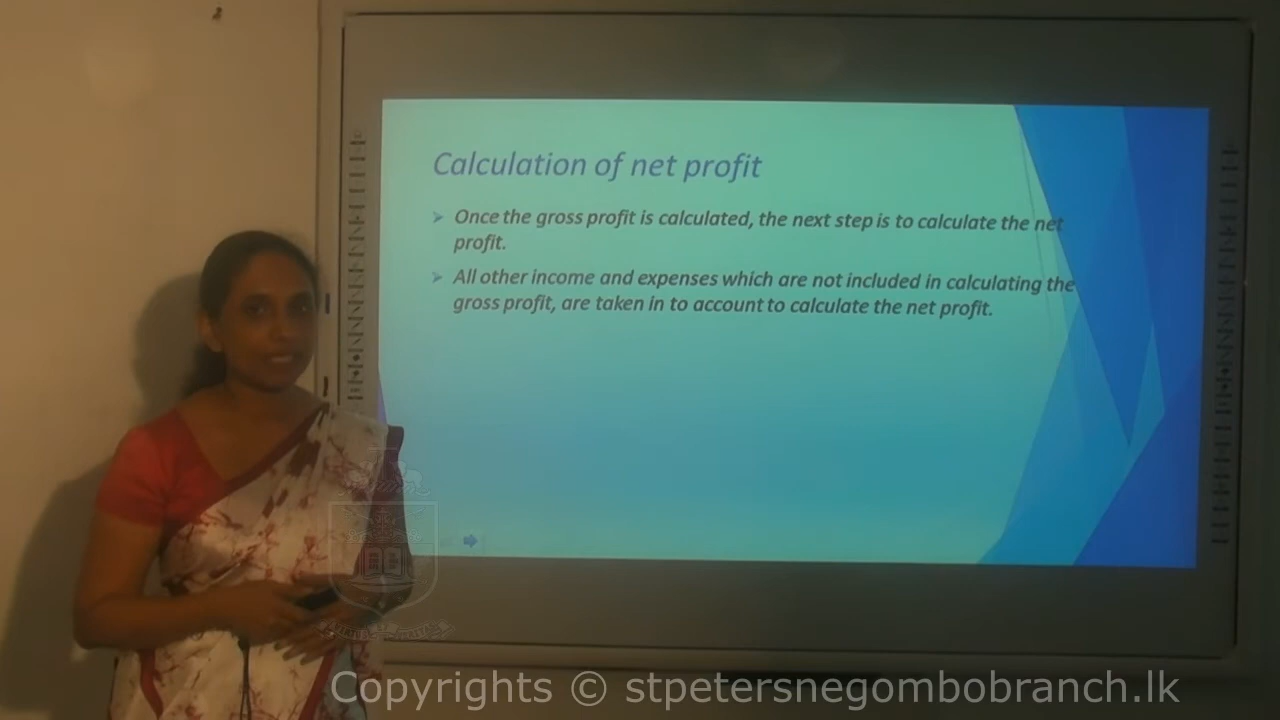 Calculation of net profit
Once the gross profit is calculated, the next step is to calculate the net
profit.
All other income and expenses which are not included in calculating the
gross profit, are taken in to account to calculate the net profit.
Copyrights © stpetersnegombobranch.lk